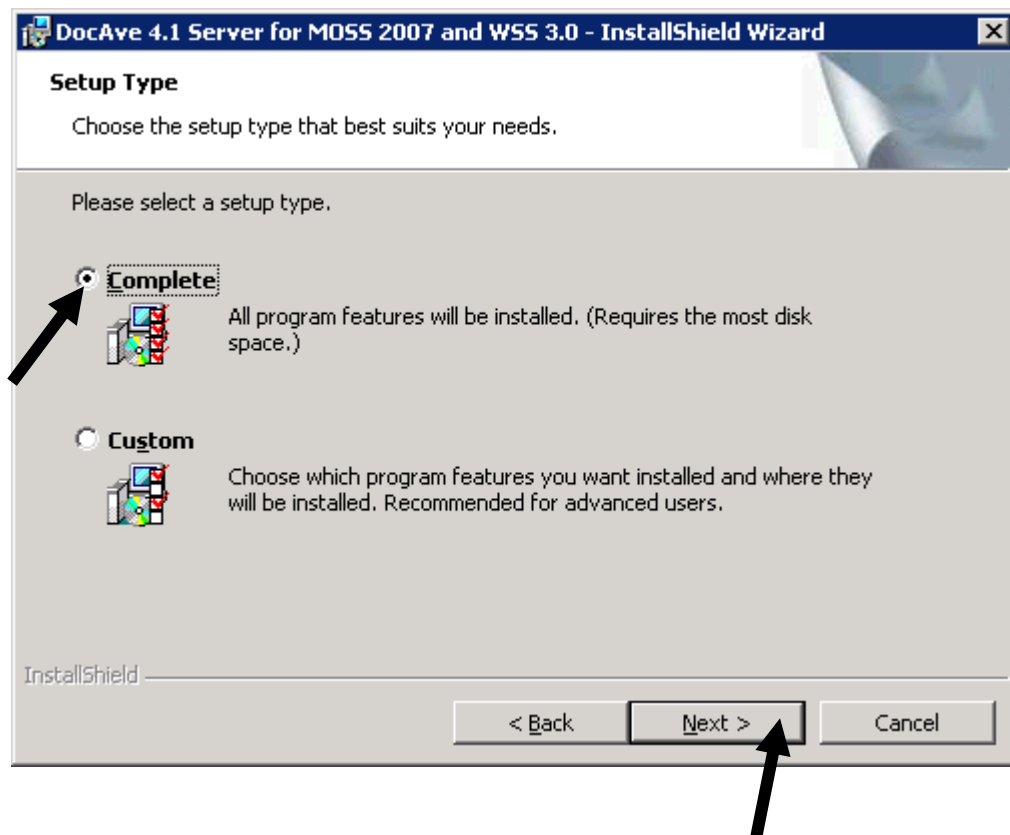 DocAve 4.1 Server for MOSS 2007 and WSS 3.0 - InstallShield Wizard
Setup Type
Choose the setup type that best suits your needs.
Please select a setup type.
Complete
All program features will be installed. (Requires the most disk
space.)
Custom
Choose which program features you want installed and where they
will be installed. Recommended for advanced users.
InstallShield
< Back
Next >
Cancel